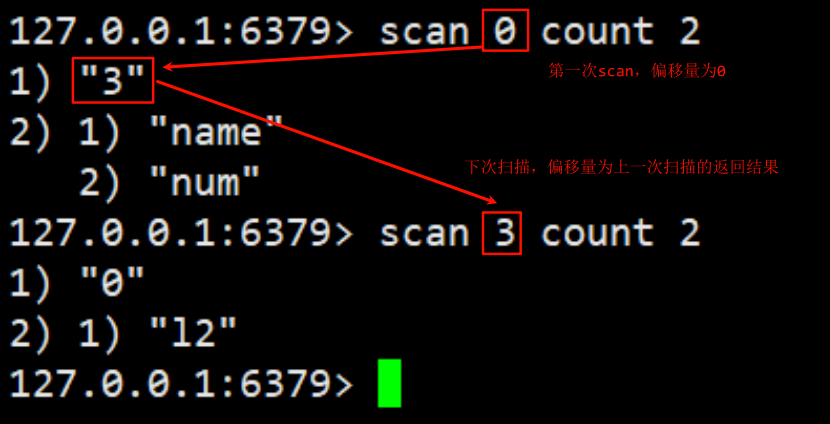 127.0.0.1:6379> scan 0 count 2
第一次scan，偏移量为0
1) "3"
2) 1) "name"
2) "num"
下次扫描，偏移量为上一次扫描的返回结果
127.0.0.1:6379> scan 3 count 2
1) "0"
2) 1) "l2"
127.0.0.1:6379>